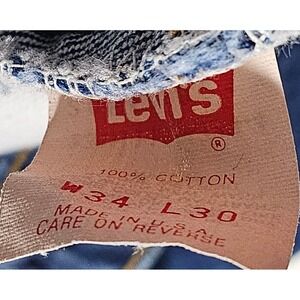 Levi's
®
100% COTTON
W34 L30
MADE IN U.S.A.
CARE ON REVERSE